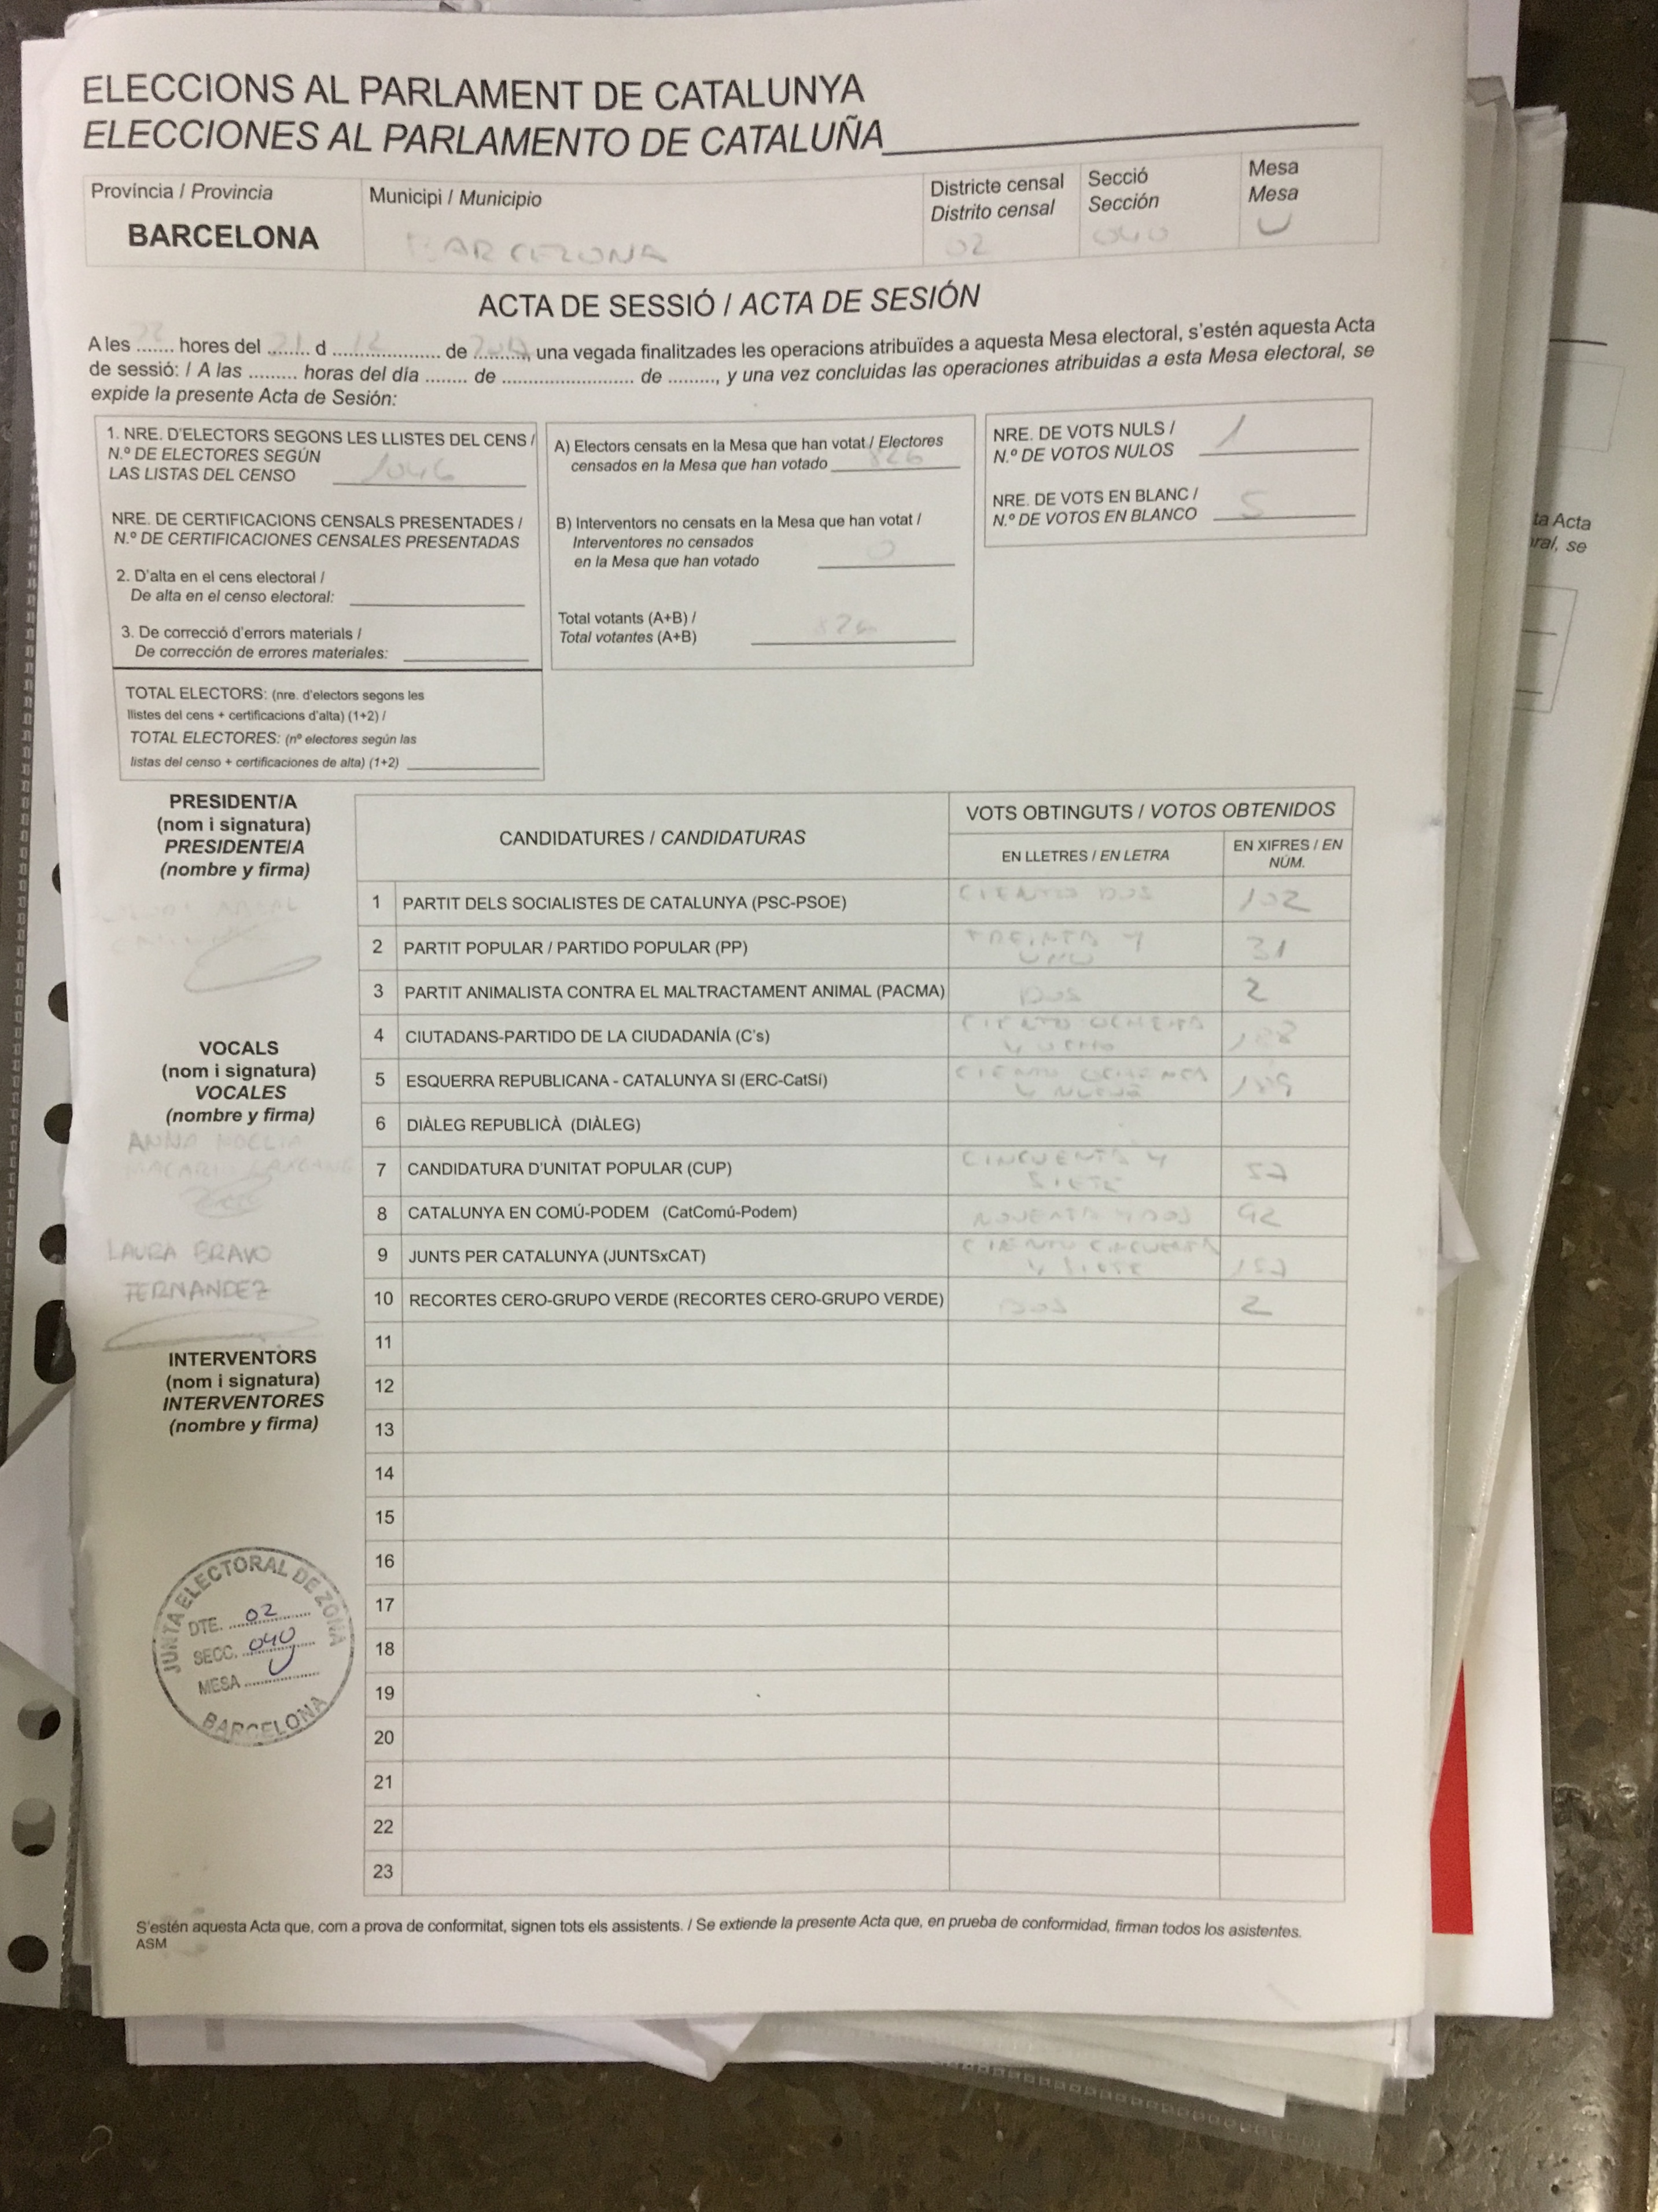 ELECCIONS AL PARLAMENT DE CATALUNYA
ELECCIONES AL PARLAMENTO DE CATALUÑA
Província / Provincia
BARCELONA
Municipi / Municipio
BARCELONA
Districte censal
Distrito censal
02
Secció
Sección
040
Mesa
Mesa
U
ACTA DE SESSIÓ / ACTA DE SESIÓN
A les 22 hores del 21 d 12 de 2017, una vegada finalitzades les operacions atribuïdes a aquesta Mesa electoral, s'estén aquesta Acta
de sessió: / A las ......... horas del día ........ de ........................ de ........., y una vez concluidas las operaciones atribuidas a esta Mesa electoral, se
expide la presente Acta de Sesión:
1. NRE. D'ELECTORS SEGONS LES LLISTES DEL CENS /
N.º DE ELECTORES SEGÚN
LAS LISTAS DEL CENSO 1046
NRE. DE CERTIFICACIONS CENSALS PRESENTADES /
N.º DE CERTIFICACIONES CENSALES PRESENTADAS
2. D'alta en el cens electoral /
De alta en el censo electoral:
3. De correcció d'errors materials /
De corrección de errores materiales:
TOTAL ELECTORS: (nre. d'electors segons les
llistes del cens + certificacions d'alta) (1+2) /
TOTAL ELECTORES: (nº electores según las
listas del censo + certificaciones de alta) (1+2)
A) Electors censats en la Mesa que han votat / Electores
censados en la Mesa que han votado 826
B) Interventors no censats en la Mesa que han votat /
Interventores no censados
en la Mesa que han votado 0
Total votants (A+B) /
Total votantes (A+B) 826
NRE. DE VOTS NULS /
N.º DE VOTOS NULOS 1
NRE. DE VOTS EN BLANC /
N.º DE VOTOS EN BLANCO 5
PRESIDENT/A
(nom i signatura)
PRESIDENTE/A
(nombre y firma)
VOCALS
(nom i signatura)
VOCALES
(nombre y firma)
ANNA NOELIA
LAURA BRAVO
FERNANDEZ
INTERVENTORS
(nom i signatura)
INTERVENTORES
(nombre y firma)
CANDIDATURES / CANDIDATURAS
VOTS OBTINGUTS / VOTOS OBTENIDOS
EN LLETRES / EN LETRA
EN XIFRES / EN
NÚM.
1 PARTIT DELS SOCIALISTES DE CATALUNYA (PSC-PSOE) CIENTO DOS 102
2 PARTIT POPULAR / PARTIDO POPULAR (PP) TREINTA Y UNO 31
3 PARTIT ANIMALISTA CONTRA EL MALTRACTAMENT ANIMAL (PACMA) DOS 2
4 CIUTADANS-PARTIDO DE LA CIUDADANÍA (C's) CIENTO OCHENTA Y OCHO 188
5 ESQUERRA REPUBLICANA - CATALUNYA SI (ERC-CatSí) CIENTO OCHENTA Y NUEVE 189
6 DIÀLEG REPUBLICÀ (DIÀLEG)
7 CANDIDATURA D'UNITAT POPULAR (CUP) CINCUENTA Y SIETE 57
8 CATALUNYA EN COMÚ-PODEM (CatComú-Podem) NOVENTA Y DOS 92
9 JUNTS PER CATALUNYA (JUNTSxCAT) CIENTO CINCUENTA Y SIETE 157
10 RECORTES CERO-GRUPO VERDE (RECORTES CERO-GRUPO VERDE) DOS 2
11
12
13
14
15
16
17
18
19
20
21
22
23
JUNTA ELECTORAL DE ZONA
DTE. 02
SECC. 040
MESA U
BARCELONA
S'estén aquesta Acta que, com a prova de conformitat, signen tots els assistents. / Se extiende la presente Acta que, en prueba de conformidad, firman todos los asistentes.
ASM
ta Acta
oral, se